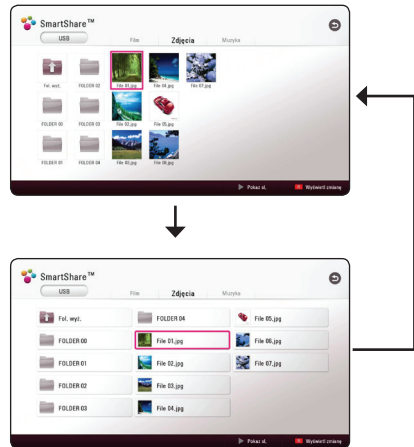 SmartShare™
USB Film Zdjęcia Muzyka
Fol. wyż. FOLDER 02 File 01.jpg File 04.jpg File 07.jpg
FOLDER 00 FOLDER 03 File 02.jpg File 05.jpg
FOLDER 01 FOLDER 04 File 03.jpg File 06.jpg
Pokaz sl. Wyświetl zmianę
SmartShare™
USB Film Zdjęcia Muzyka
Fol. wyż. FOLDER 04 File 05.jpg
FOLDER 00 File 01.jpg File 06.jpg
FOLDER 01 File 02.jpg File 07.jpg
FOLDER 02 File 03.jpg
FOLDER 03 File 04.jpg
Pokaz sl. Wyświetl zmianę